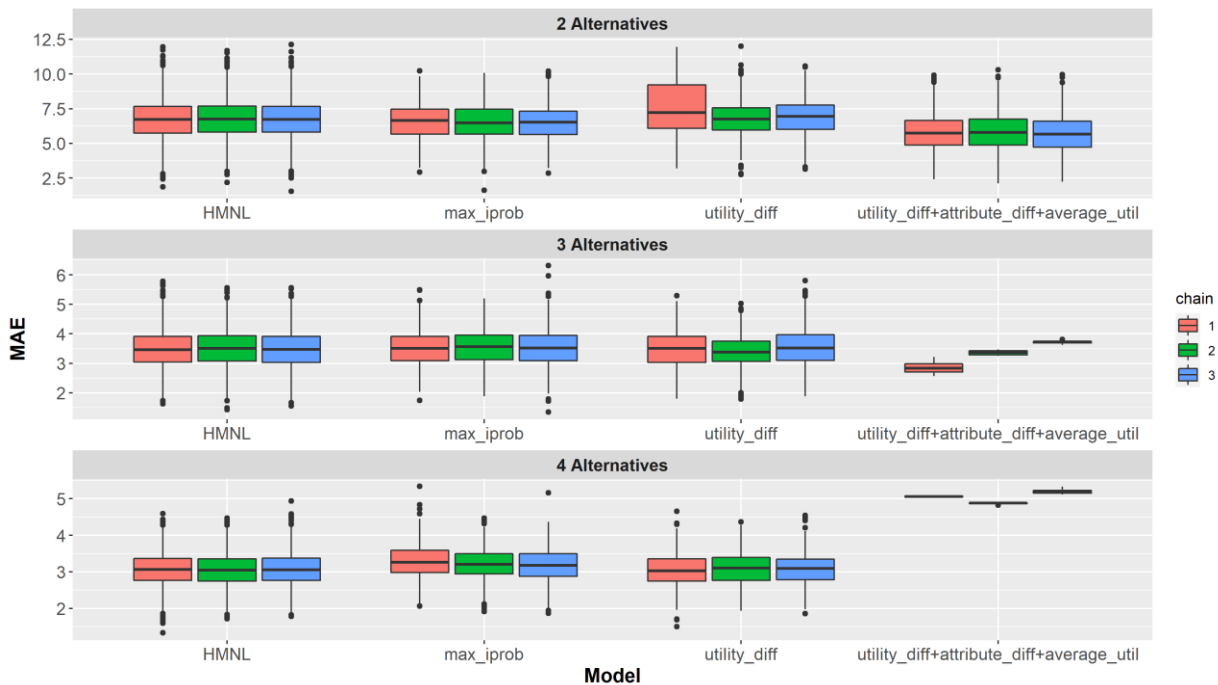 2 Alternatives
12.5
10.0
7.5
5.0
2.5
HMNL max_iprob utility_diff utility_diff+attribute_diff+average_util
3 Alternatives
6
5
4
3
2
HMNL max_iprob utility_diff utility_diff+attribute_diff+average_util
4 Alternatives
5
4
3
2
HMNL max_iprob utility_diff utility_diff+attribute_diff+average_util
MAE
Model
chain
1
2
3